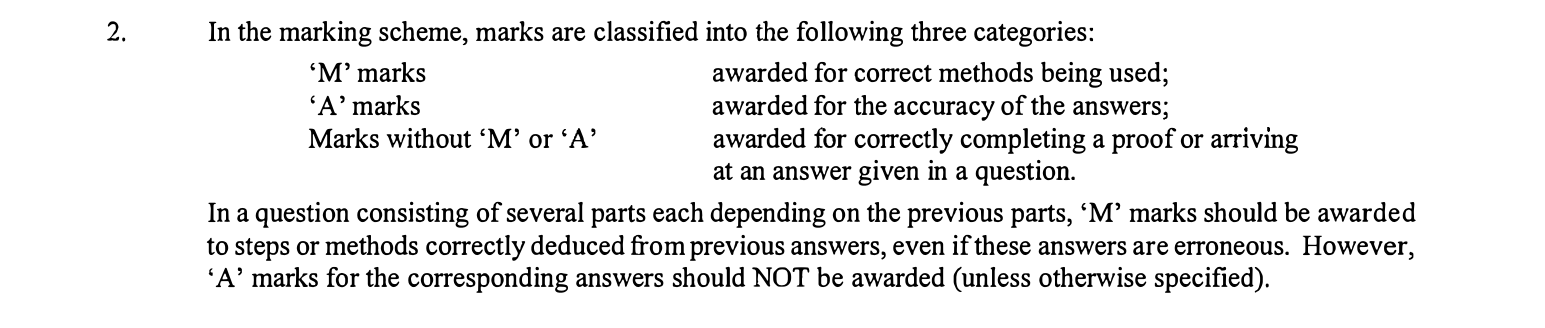 2. In the marking scheme, marks are classified into the following three categories:
‘M’ marks awarded for correct methods being used;
‘A’ marks awarded for the accuracy of the answers;
Marks without ‘M’ or ‘A’ awarded for correctly completing a proof or arriving
at an answer given in a question.
In a question consisting of several parts each depending on the previous parts, ‘M’ marks should be awarded
to steps or methods correctly deduced from previous answers, even if these answers are erroneous. However,
‘A’ marks for the corresponding answers should NOT be awarded (unless otherwise specified).